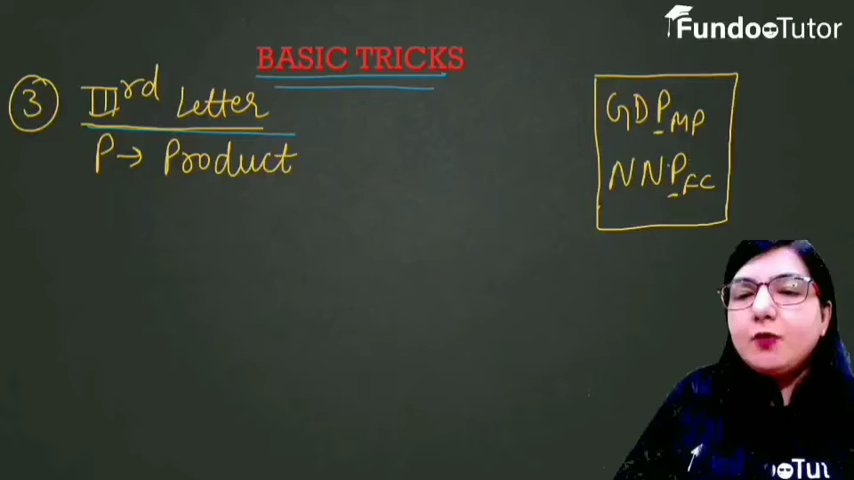 FundooTutor
BASIC TRICKS
3 IIIrd Letter
P → Product
GDPMP
NNPFC